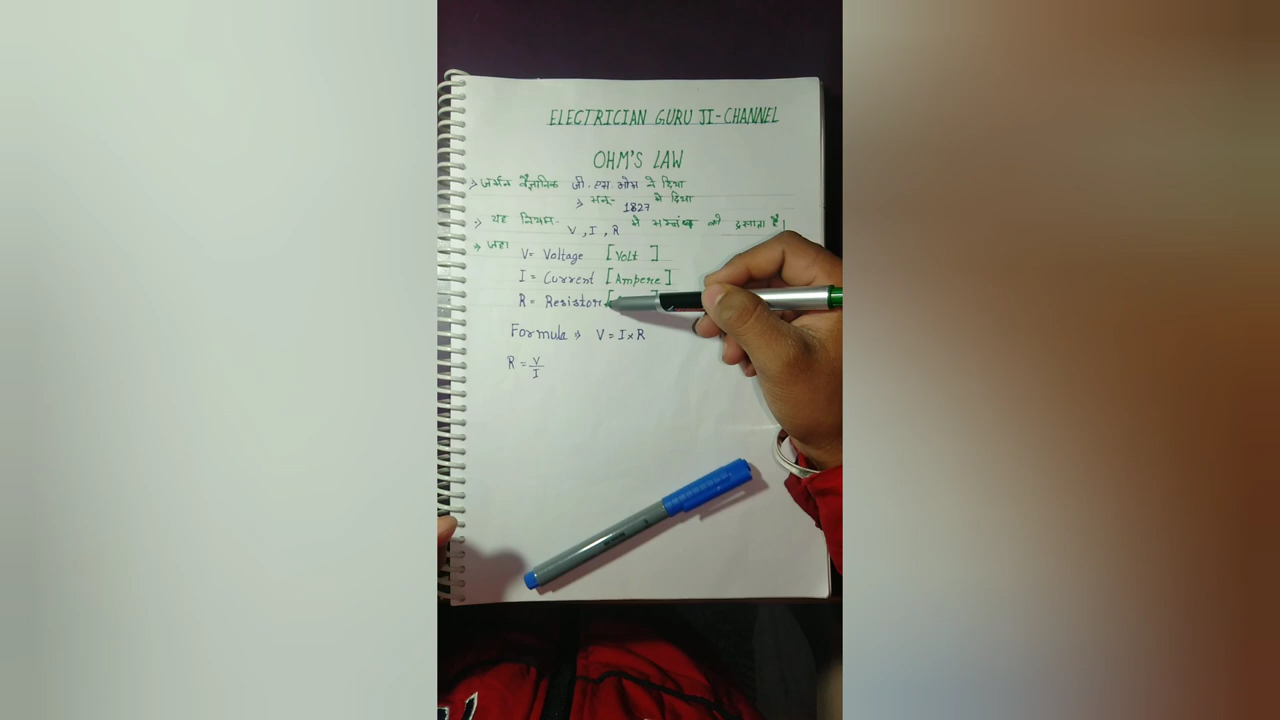 ELECTRICIAN GURU JI-CHANNEL
OHM'S LAW
⇒ जर्मन वैज्ञानिक जी.एस.ओम ने दिया
⇒ सन्- 1827 मे दिया
⇒ यह नियम- V , I , R मे सम्बंध को दरसाता है।
⇒ जहा
V= Voltage [Volt ]
I = Current [Ampere]
R= Resistor [ ]
Formula ⇒ V = I × R
R = V/I